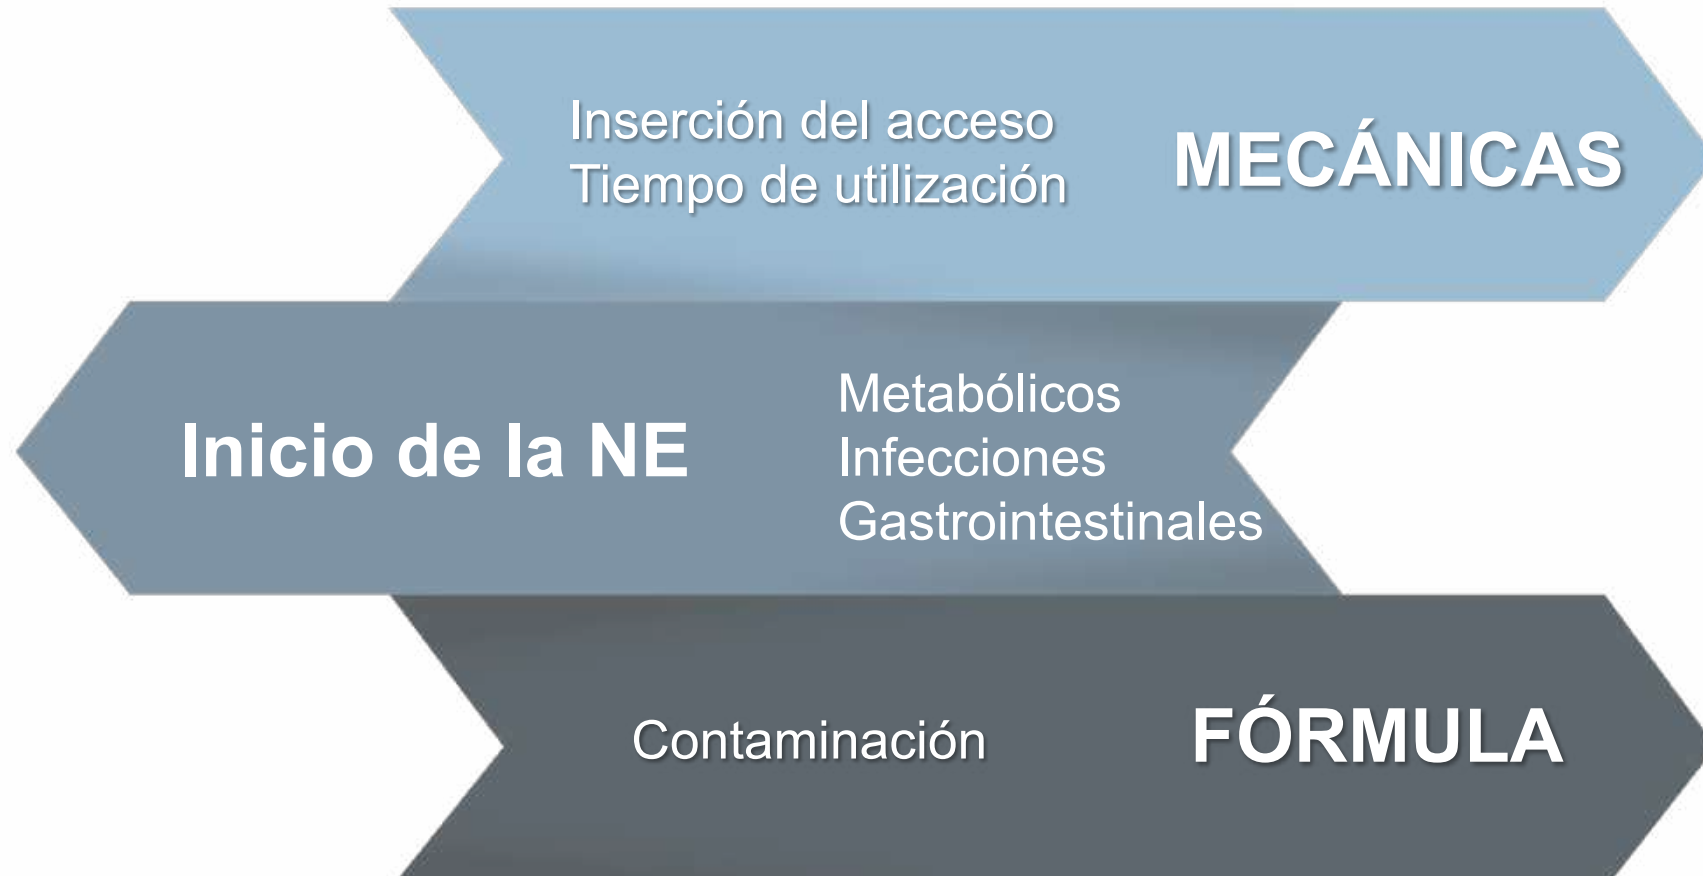 Inserción del acceso
Tiempo de utilización
MECÁNICAS
Inicio de la NE
Metabólicos
Infecciones
Gastrointestinales
Contaminación
FÓRMULA